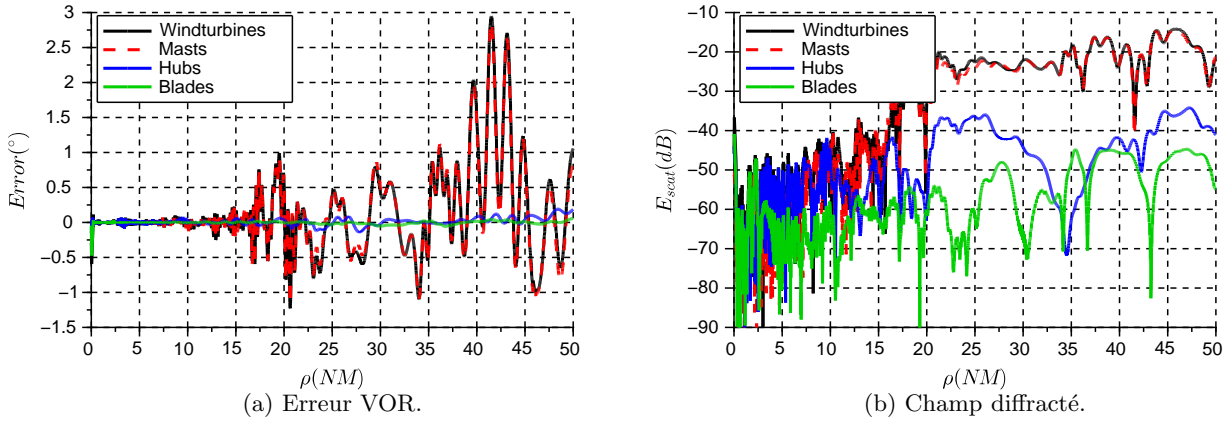 Windturbines
Masts
Hubs
Blades
3
2.5
2
1.5
1
0.5
0
−0.5
−1
−1.5
Error(°)
0 5 10 15 20 25 30 35 40 45 50
ρ(NM)
(a) Erreur VOR.
Windturbines
Masts
Hubs
Blades
−10
−20
−30
−40
−50
−60
−70
−80
−90
E_scat(dB)
0 5 10 15 20 25 30 35 40 45 50
ρ(NM)
(b) Champ diffracté.